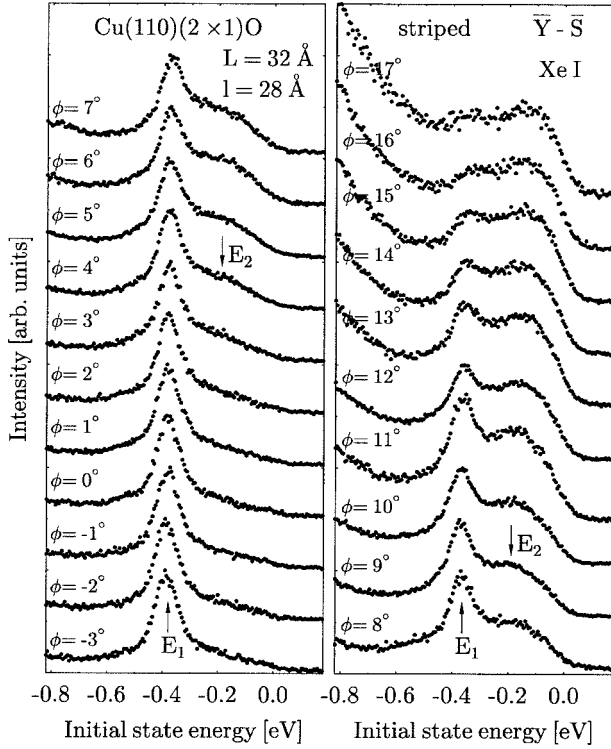 Cu(110)(2 ×1)O
L = 32 Å
l = 28 Å
ϕ= 7°
ϕ= 6°
ϕ= 5°
E₂
ϕ= 4°
ϕ= 3°
ϕ= 2°
ϕ= 1°
ϕ= 0°
ϕ= -1°
ϕ= -2°
ϕ= -3°
E₁
-0.8 -0.6 -0.4 -0.2 0.0
Initial state energy [eV]
Intensity [arb. units]
striped Y̅ - S̅
Xe I
ϕ=17°
ϕ= 16°
ϕ= 15°
ϕ= 14°
ϕ= 13°
ϕ= 12°
ϕ= 11°
ϕ= 10°
E₂
ϕ= 9°
ϕ= 8°
E₁
-0.8 -0.6 -0.4 -0.2 0.0
Initial state energy [eV]